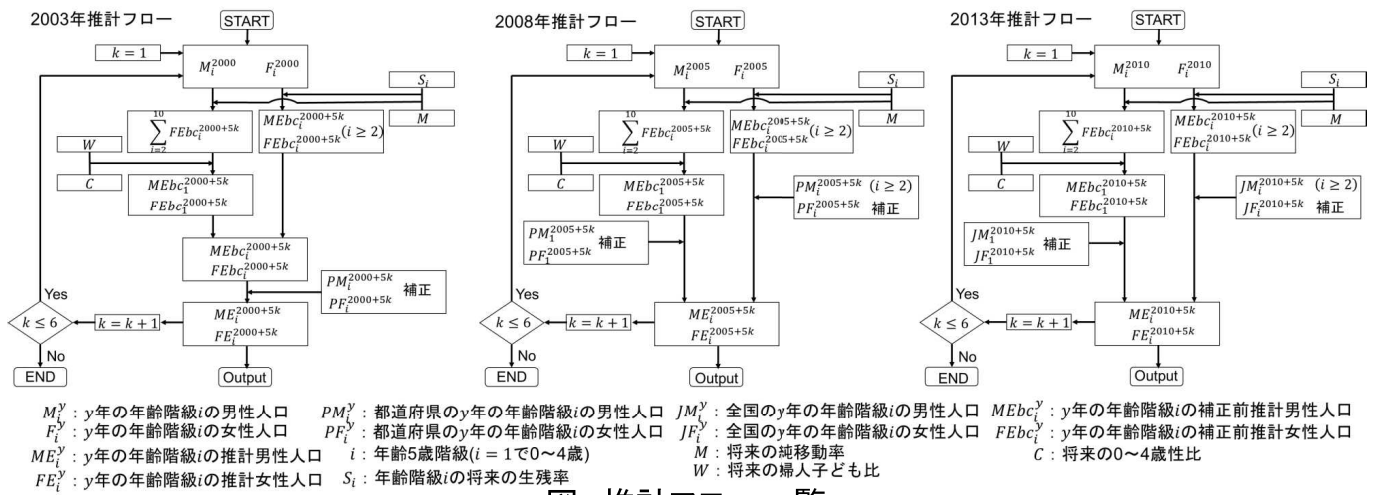 2003年推計フロー
START
k = 1
M_i^{2000} F_i^{2000}
S_i
M
\sum_{i=2}^{10} FEbc_i^{2000+5k}
MEbc_i^{2000+5k}
FEbc_i^{2000+5k} (i ≥ 2)
W
C
MEbc_1^{2000+5k}
FEbc_1^{2000+5k}
MEbc_i^{2000+5k}
FEbc_i^{2000+5k}
PM_i^{2000+5k}
PF_i^{2000+5k} 補正
Yes
k ≤ 6
k = k + 1
ME_i^{2000+5k}
FE_i^{2000+5k}
No
END
Output
2008年推計フロー
START
k = 1
M_i^{2005} F_i^{2005}
S_i
M
\sum_{i=2}^{10} FEbc_i^{2005+5k}
MEbc_i^{2005+5k}
FEbc_i^{2005+5k} (i ≥ 2)
W
C
MEbc_1^{2005+5k}
FEbc_1^{2005+5k}
PM_i^{2005+5k} (i ≥ 2)
PF_i^{2005+5k} 補正
PM_1^{2005+5k}
PF_1^{2005+5k} 補正
Yes
k ≤ 6
k = k + 1
ME_i^{2005+5k}
FE_i^{2005+5k}
No
END
Output
2013年推計フロー
START
k = 1
M_i^{2010} F_i^{2010}
S_i
M
\sum_{i=2}^{10} FEbc_i^{2010+5k}
MEbc_i^{2010+5k}
FEbc_i^{2010+5k} (i ≥ 2)
W
C
MEbc_1^{2010+5k}
FEbc_1^{2010+5k}
JM_i^{2010+5k} (i ≥ 2)
JF_i^{2010+5k} 補正
JM_1^{2010+5k}
JF_1^{2010+5k} 補正
Yes
k ≤ 6
k = k + 1
ME_i^{2010+5k}
FE_i^{2010+5k}
No
END
Output
M_i^y：y年の年齢階級iの男性人口
F_i^y：y年の年齢階級iの女性人口
ME_i^y：y年の年齢階級iの推計男性人口
FE_i^y：y年の年齢階級iの推計女性人口
PM_i^y：都道府県のy年の年齢階級iの男性人口
PF_i^y：都道府県のy年の年齢階級iの女性人口
i：年齢5歳階級(i = 1で0～4歳)
S_i：年齢階級iの将来の生残率
JM_i^y：全国のy年の年齢階級iの男性人口
JF_i^y：全国のy年の年齢階級iの女性人口
M：将来の純移動率
W：将来の婦人子ども比
MEbc_i^y：y年の年齢階級iの補正前推計男性人口
FEbc_i^y：y年の年齢階級iの補正前推計女性人口
C：将来の0～4歳性比